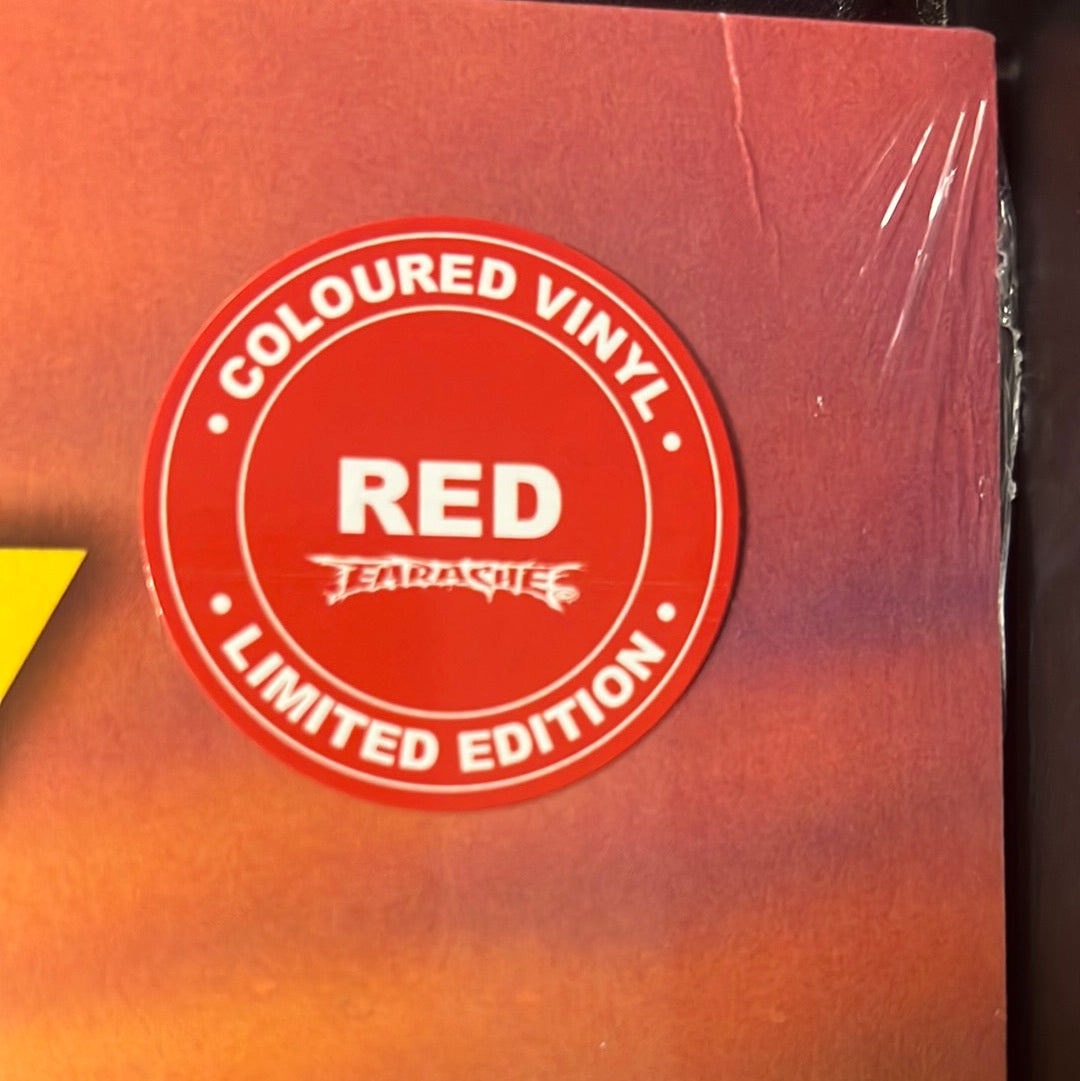 • COLOURED VINYL •
RED
EARACHE
• LIMITED EDITION •